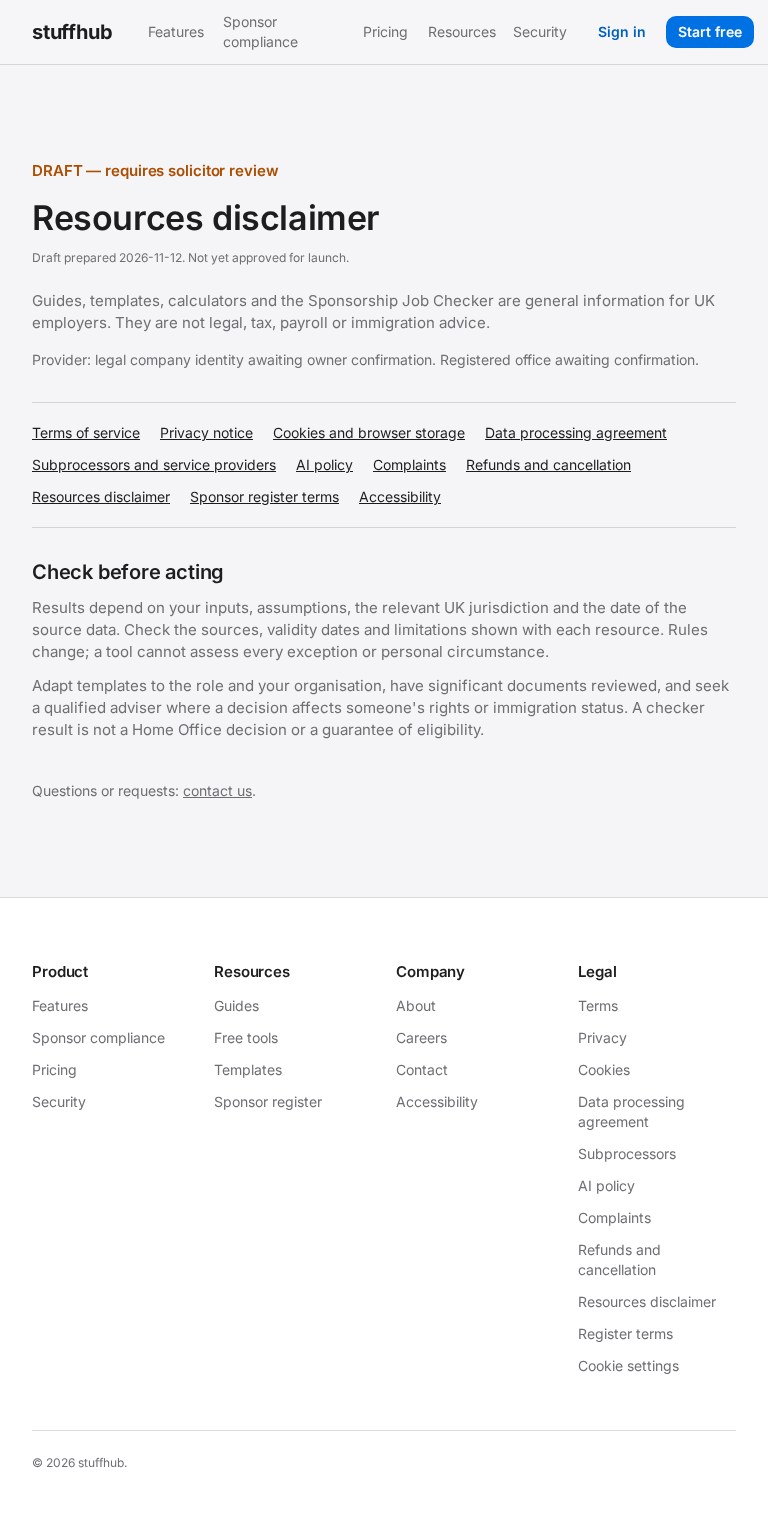 stuffhub
Features
Sponsor
compliance
Pricing
Resources
Security
Sign in
Start free
DRAFT — requires solicitor review
Resources disclaimer
Draft prepared 2026-11-12. Not yet approved for launch.
Guides, templates, calculators and the Sponsorship Job Checker are general information for UK
employers. They are not legal, tax, payroll or immigration advice.
Provider: legal company identity awaiting owner confirmation. Registered office awaiting confirmation.
Terms of service Privacy notice Cookies and browser storage Data processing agreement
Subprocessors and service providers AI policy Complaints Refunds and cancellation
Resources disclaimer Sponsor register terms Accessibility
Check before acting
Results depend on your inputs, assumptions, the relevant UK jurisdiction and the date of the
source data. Check the sources, validity dates and limitations shown with each resource. Rules
change; a tool cannot assess every exception or personal circumstance.
Adapt templates to the role and your organisation, have significant documents reviewed, and seek
a qualified adviser where a decision affects someone's rights or immigration status. A checker
result is not a Home Office decision or a guarantee of eligibility.
Questions or requests: contact us.
Product
Features
Sponsor compliance
Pricing
Security
Resources
Guides
Free tools
Templates
Sponsor register
Company
About
Careers
Contact
Accessibility
Legal
Terms
Privacy
Cookies
Data processing
agreement
Subprocessors
AI policy
Complaints
Refunds and
cancellation
Resources disclaimer
Register terms
Cookie settings
© 2026 stuffhub.